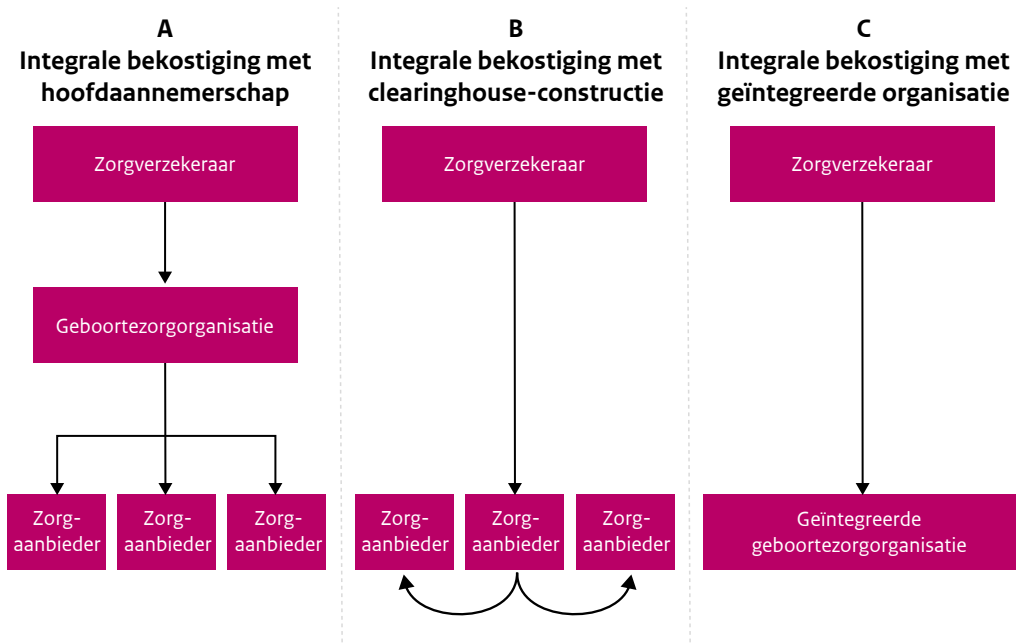 A
Integrale bekostiging met
hoofdaannemerschap
Zorgverzekeraar
Geboortezorgorganisatie
Zorg-
aanbieder
Zorg-
aanbieder
Zorg-
aanbieder
B
Integrale bekostiging met
clearinghouse-constructie
Zorgverzekeraar
Zorg-
aanbieder
Zorg-
aanbieder
Zorg-
aanbieder
C
Integrale bekostiging met
geïntegreerde organisatie
Zorgverzekeraar
Geïntegreerde
geboortezorgorganisatie